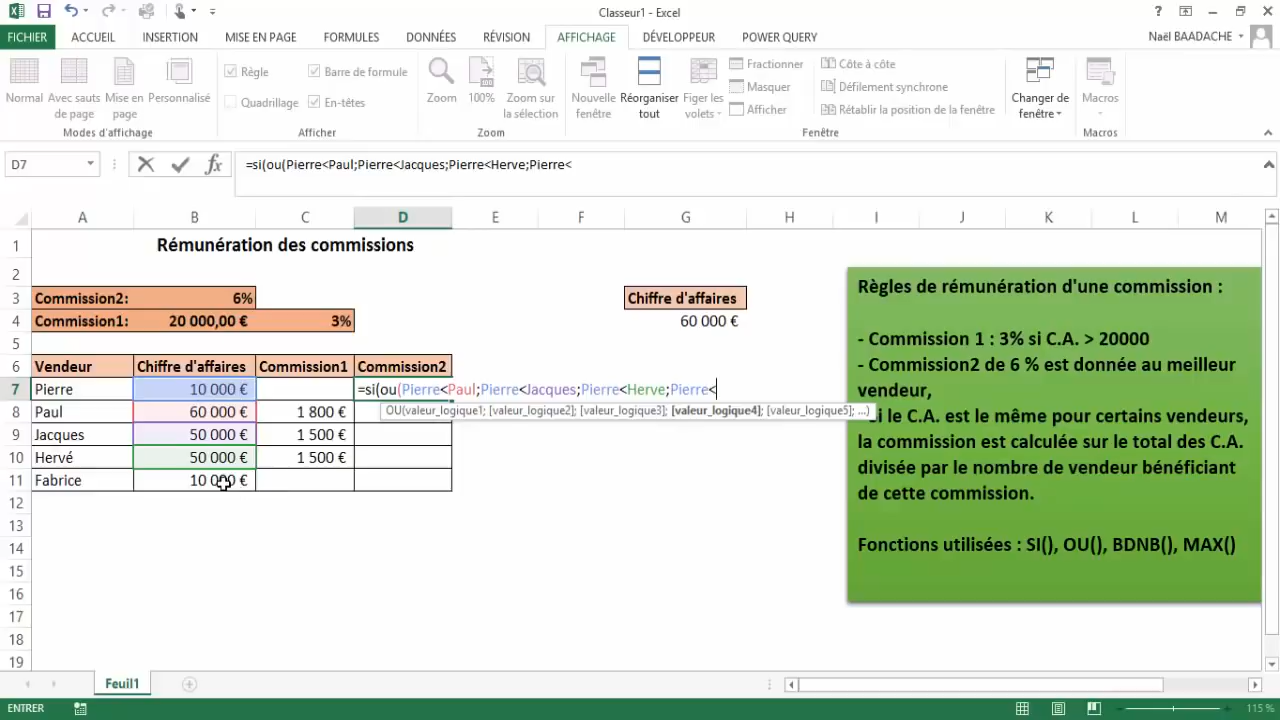 Classeur1 - Excel
FICHIER ACCUEIL INSERTION MISE EN PAGE FORMULES DONNÉES RÉVISION AFFICHAGE DÉVELOPPEUR POWER QUERY Naël BAADACHE
Normal Avec sauts de page Mise en page Personnalisé
Modes d'affichage
Règle Barre de formule
Quadrillage En-têtes
Afficher
Zoom 100% Zoom sur la sélection
Zoom
Nouvelle fenêtre Réorganiser tout Figer les volets
Fractionner
Masquer
Afficher
Côte à côte
Défilement synchrone
Rétablir la position de la fenêtre
Changer de fenêtre
Fenêtre
Macros
Macros
D7 fx =si(ou(Pierre<Paul;Pierre<Jacques;Pierre<Herve;Pierre<
A B C D E F G H I J K L M
1 Rémunération des commissions
2
3 Commission2: 6% Chiffre d'affaires
4 Commission1: 20 000,00 € 3% 60 000 €
5
6 Vendeur Chiffre d'affaires Commission1 Commission2
7 Pierre 10 000 € =si(ou(Pierre<Paul;Pierre<Jacques;Pierre<Herve;Pierre<
OU(valeur_logique1; [valeur_logique2]; [valeur_logique3]; [valeur_logique4]; [valeur_logique5]; ...)
8 Paul 60 000 € 1 800 €
9 Jacques 50 000 € 1 500 €
10 Hervé 50 000 € 1 500 €
11 Fabrice 10 000 €
12
13
14
15
16
17
18
19
Règles de rémunération d'une commission :
- Commission 1 : 3% si C.A. > 20000
- Commission2 de 6 % est donnée au meilleur
vendeur,
si le C.A. est le même pour certains vendeurs,
la commission est calculée sur le total des C.A.
divisée par le nombre de vendeur bénéficiant
de cette commission.
Fonctions utilisées : SI(), OU(), BDNB(), MAX()
Feuil1
ENTRER 115 %